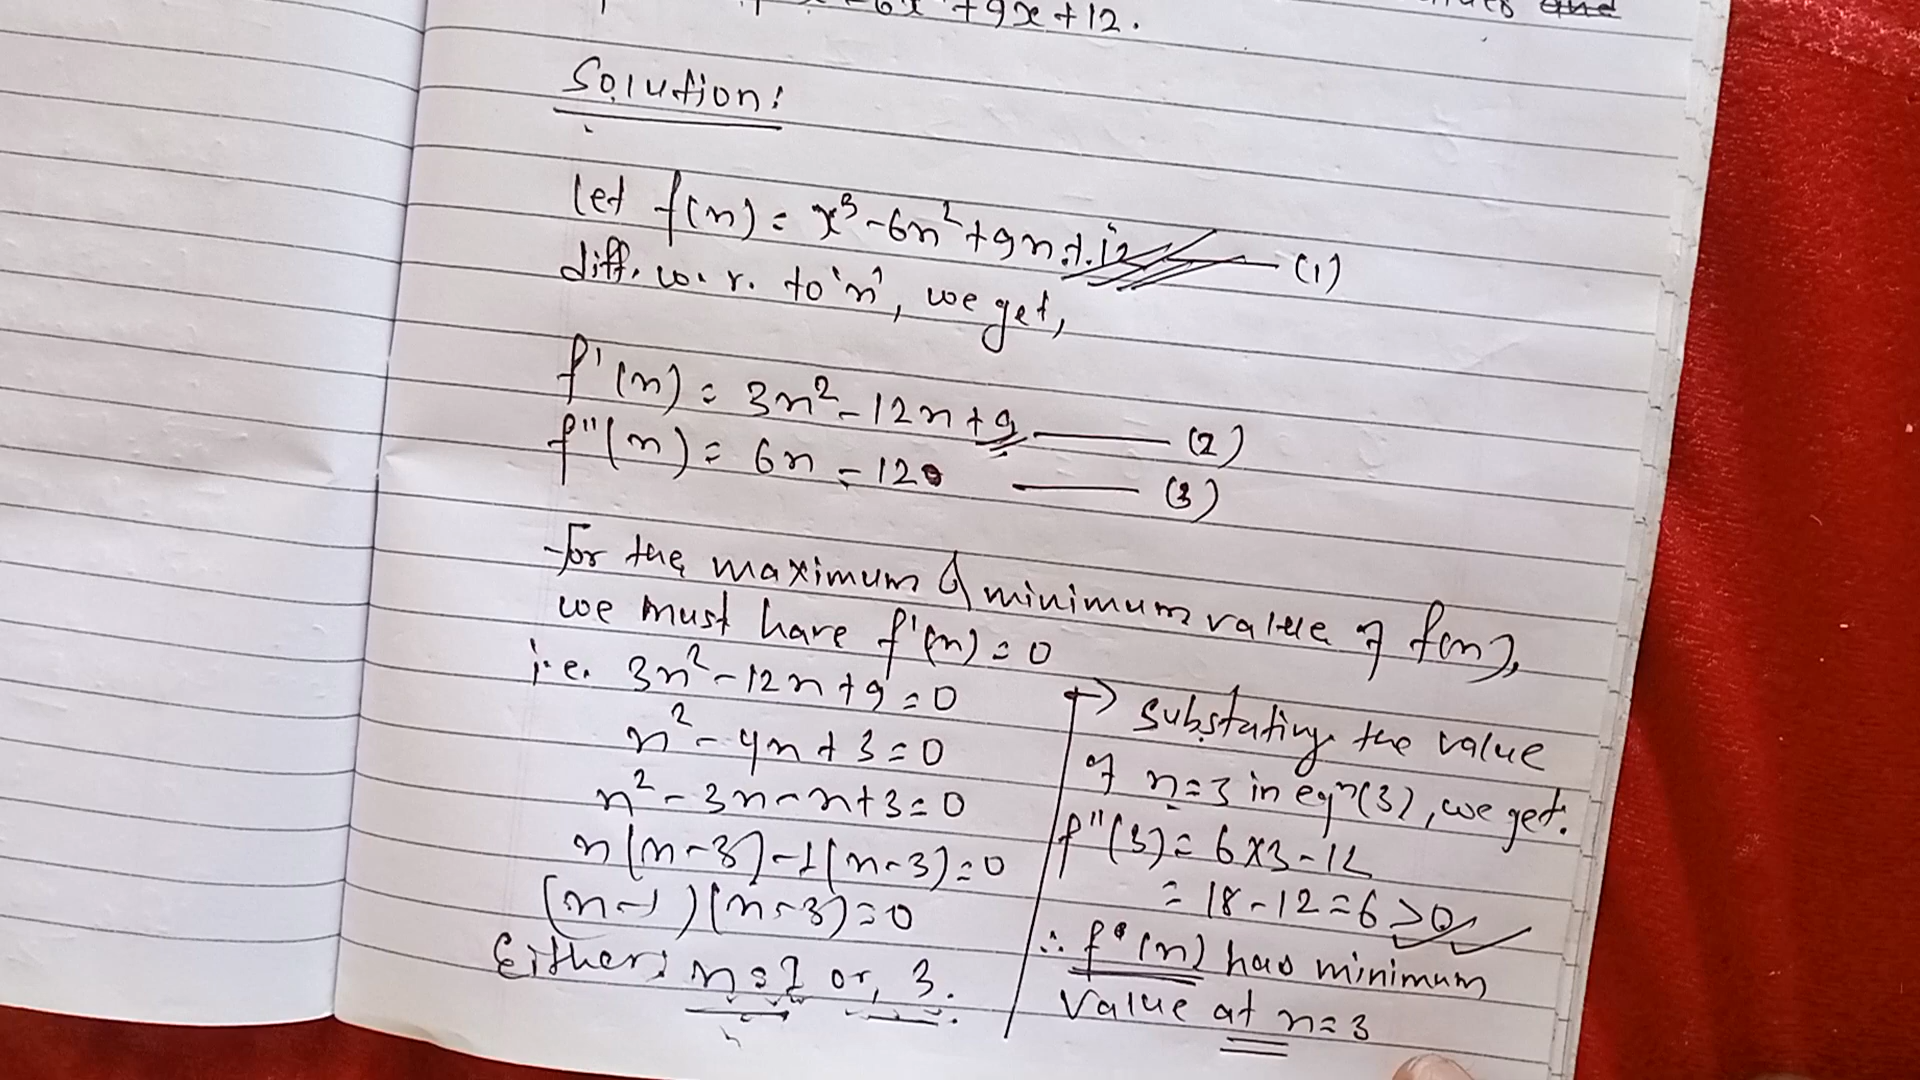 -6x +9x+12.
Solution:
let f(x) = x³-6x²+9x+12 — (1)
diff. w. r. to 'x', we get,
f'(x) = 3x²-12x+9 — (2)
f''(x) = 6x-12 — (3)
for the maximum & minimum value of f(x),
we must have f'(x) = 0
i.e. 3x²-12x+9 = 0
x²-4x+3=0
x²-3x-x+3=0
x(x-3)-1(x-3)=0
(x-1)(x-3)=0
Either: x=1 or, 3.
→ substating the value
of x=3 in eqn(3), we get.
f''(3) = 6×3-12
= 18-12=6>0
∴ f(x) has minimum
value at x=3